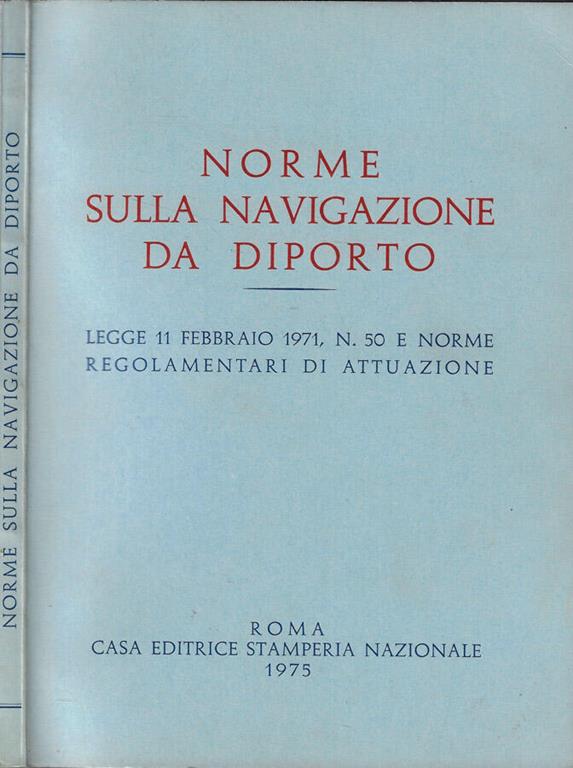 NORME SULLA NAVIGAZIONE DA DIPORTO
NORME
SULLA NAVIGAZIONE
DA DIPORTO
LEGGE 11 FEBBRAIO 1971, N. 50 E NORME
REGOLAMENTARI DI ATTUAZIONE
ROMA
CASA EDITRICE STAMPERIA NAZIONALE
1975